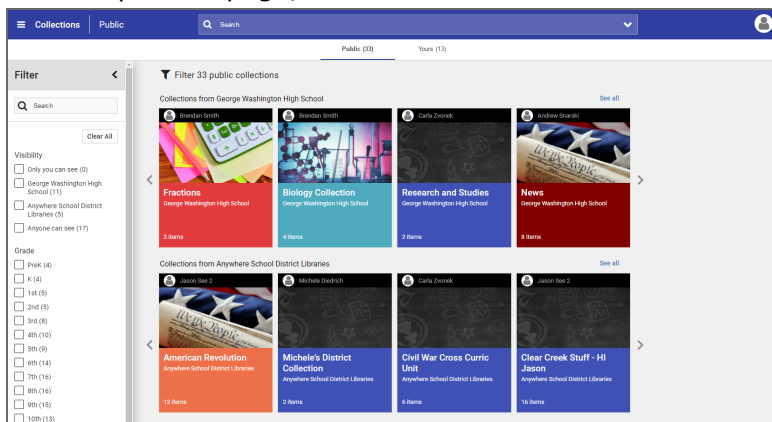 Collections
Public
Search
Public (33)
Yours (13)
Filter
Search
Clear All
Visibility
Only you can see (0)
George Washington High
School (11)
Anywhere School District
Libraries (5)
Anyone can see (17)
Grade
PreK (4)
K (4)
1st (5)
2nd (5)
3rd (8)
4th (10)
5th (9)
6th (14)
7th (16)
8th (16)
9th (15)
10th (13)
Filter 33 public collections
Collections from George Washington High School
See all
Brendan Smith
Fractions
George Washington High School
3 items
Brendan Smith
Biology Collection
George Washington High School
4 items
Carla Zvonek
Research and Studies
George Washington High School
2 items
Andrew Snarski
We the People
News
George Washington High School
8 items
Collections from Anywhere School District Libraries
See all
Jason See 2
We the People
American Revolution
Anywhere School District Libraries
12 items
Michele Diedrich
Michele's District
Collection
Anywhere School District Libraries
2 items
Carla Zvonek
Civil War Cross Curric
Unit
Anywhere School District Libraries
6 items
Jason See 2
Clear Creek Stuff - HI
Jason
Anywhere School District Libraries
16 items